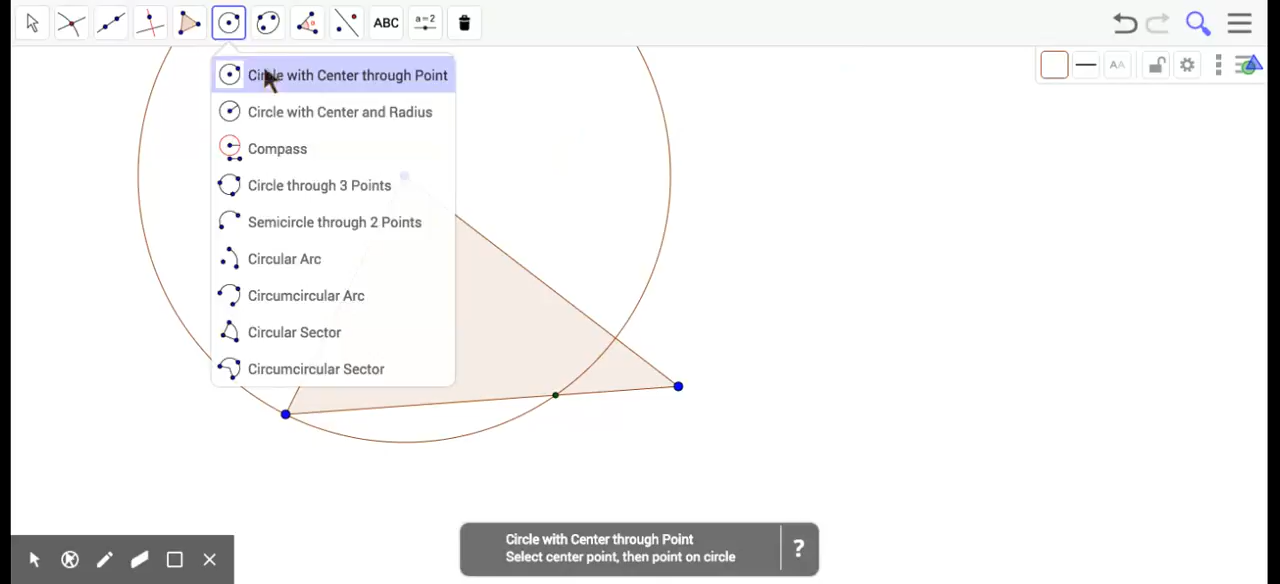 ABC
a=2
AA
Circle with Center through Point
Circle with Center and Radius
Compass
Circle through 3 Points
Semicircle through 2 Points
Circular Arc
Circumcircular Arc
Circular Sector
Circumcircular Sector
Circle with Center through Point
Select center point, then point on circle
?